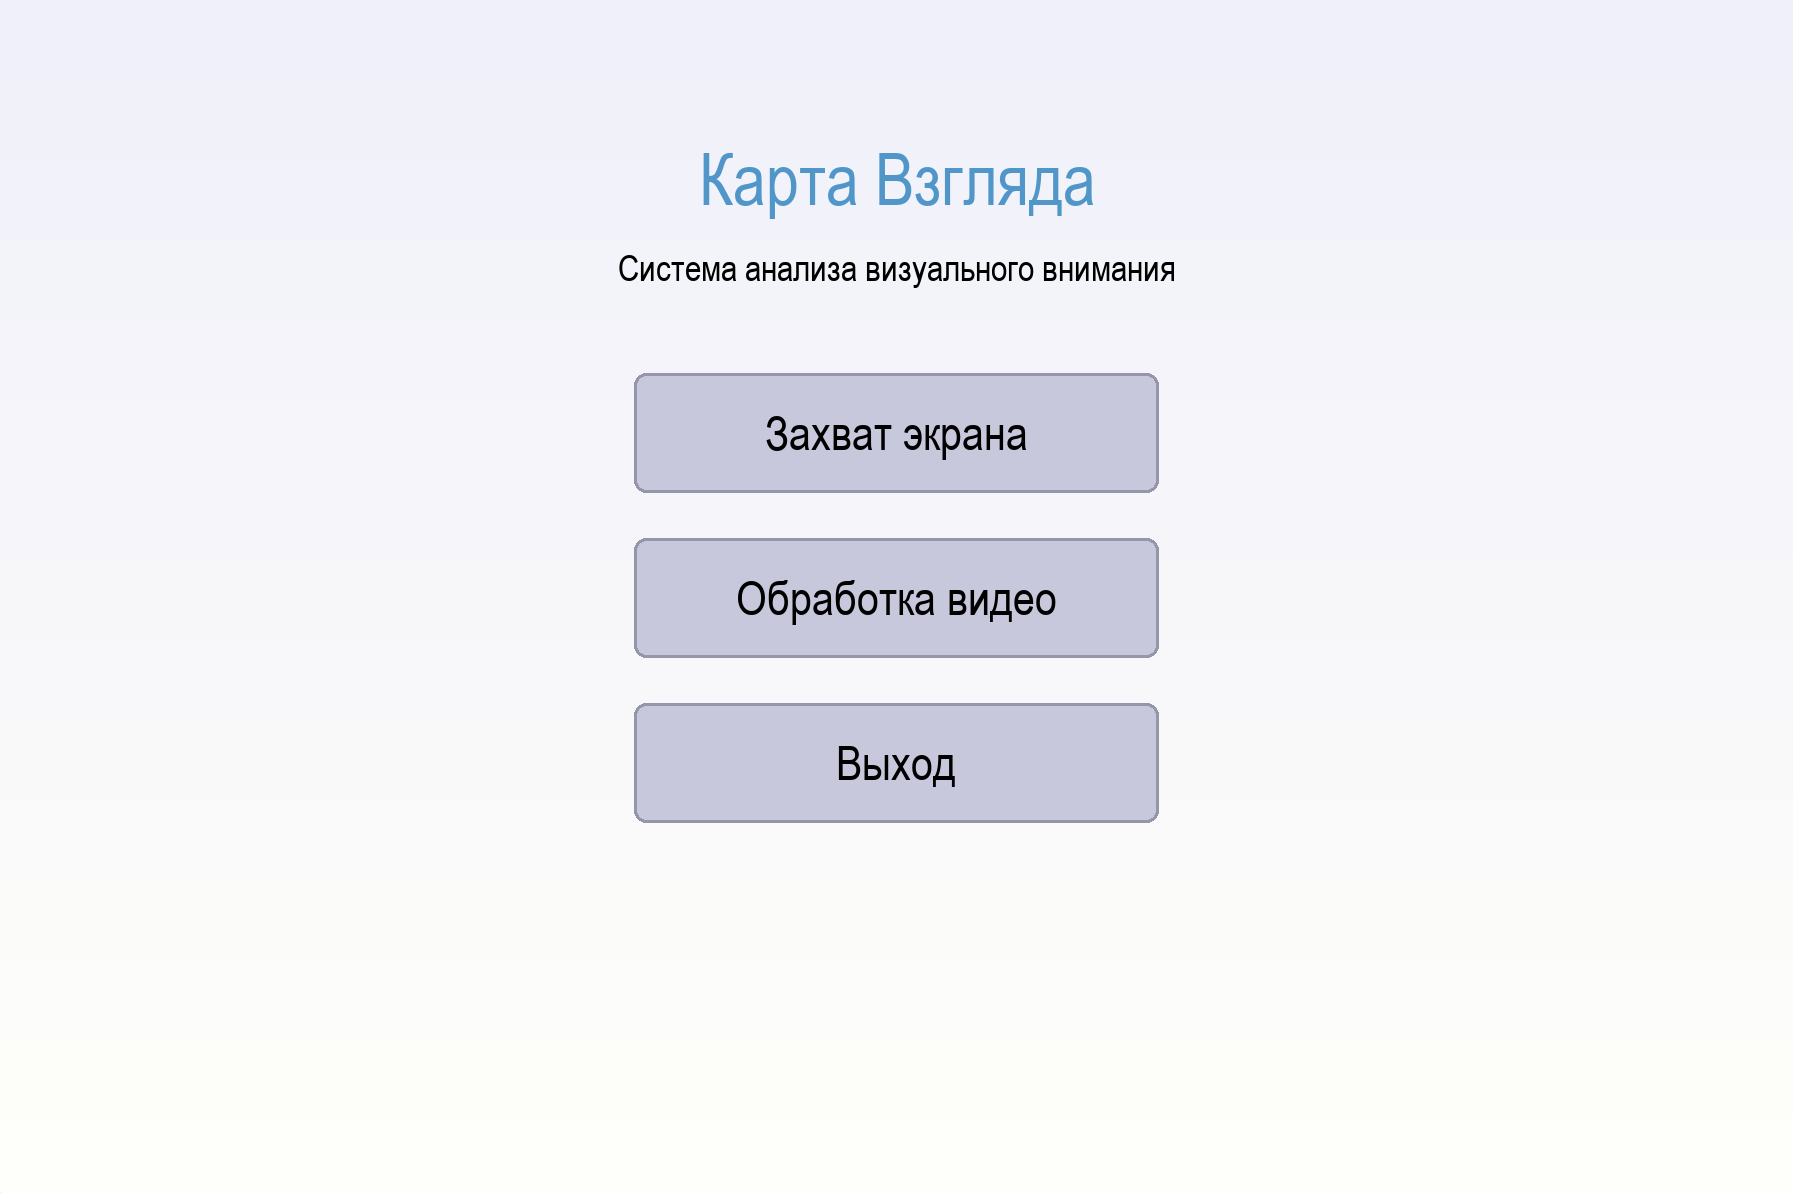 Карта Взгляда
Система анализа визуального внимания
Захват экрана
Обработка видео
Выход